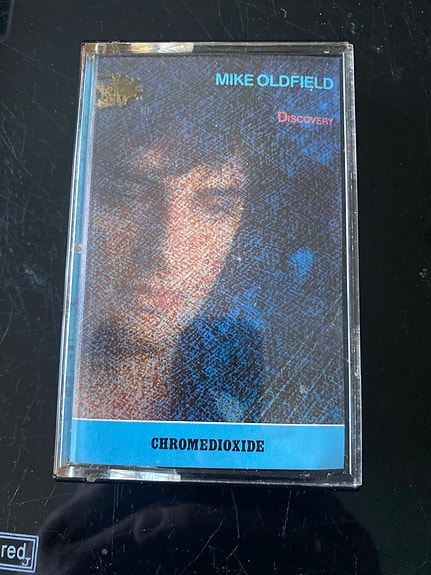 MIKE OLDFIELD
DISCOVERY
CHROMEDIOXIDE
red